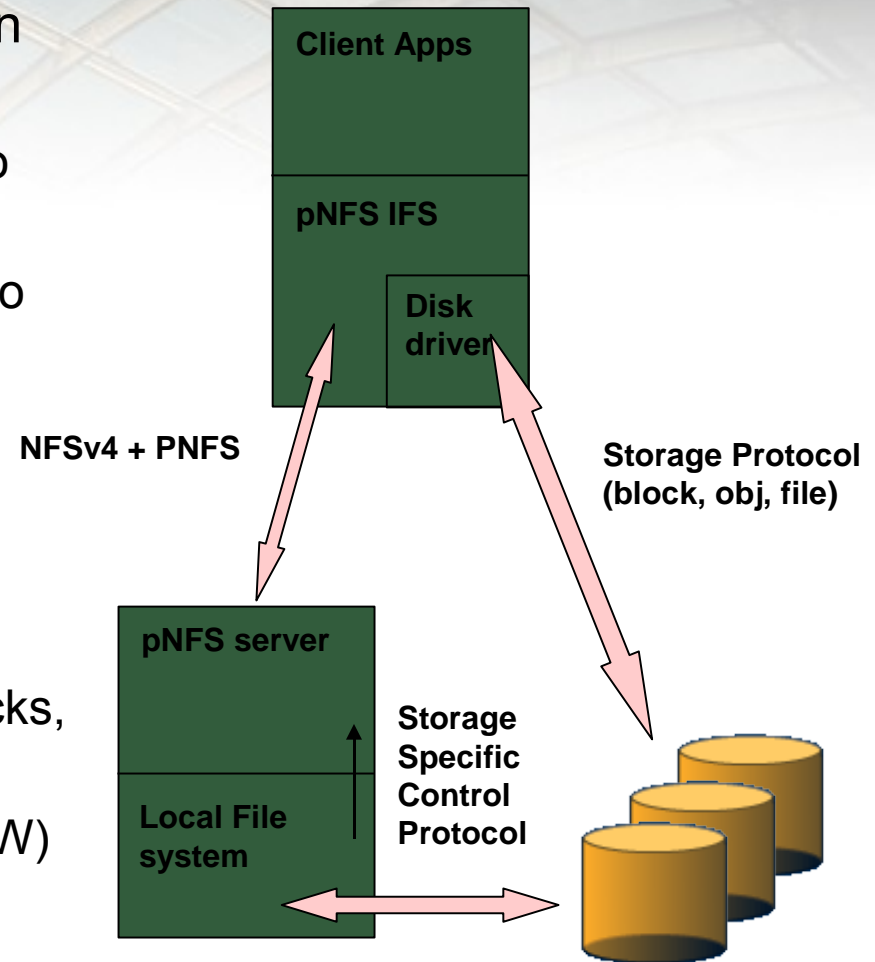 n
Client Apps
o
pNFS IFS
o
Disk
driver
NFSv4 + PNFS
Storage Protocol
(block, obj, file)
pNFS server
cks,
Storage
Specific
Control
Protocol
Local File
system
W)